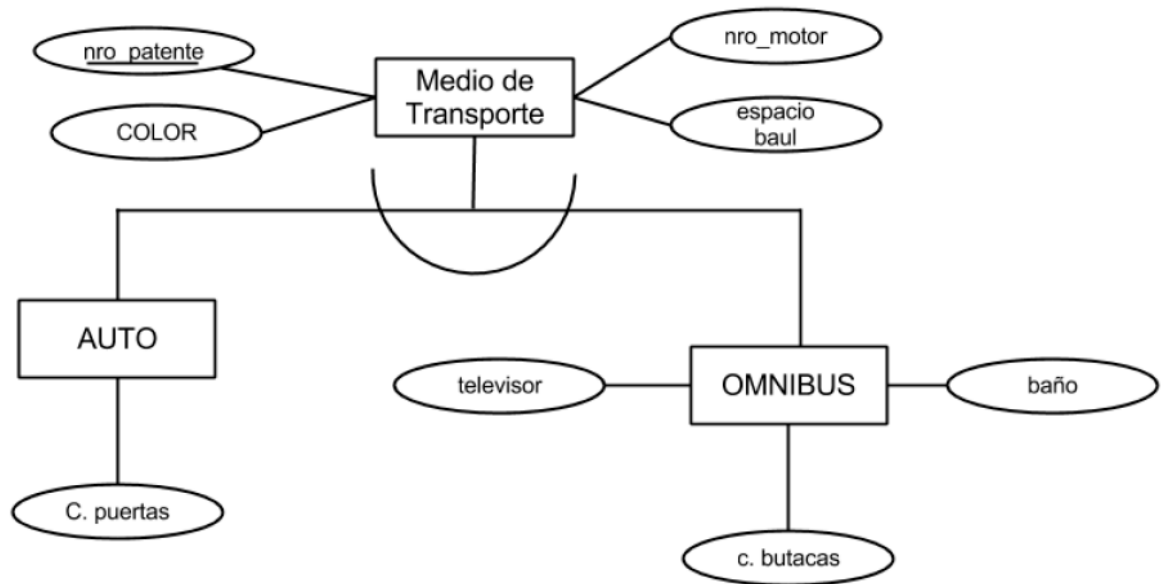 nro_patente
nro_motor
Medio de
Transporte
COLOR
espacio
baul
AUTO
televisor
OMNIBUS
baño
C. puertas
c. butacas